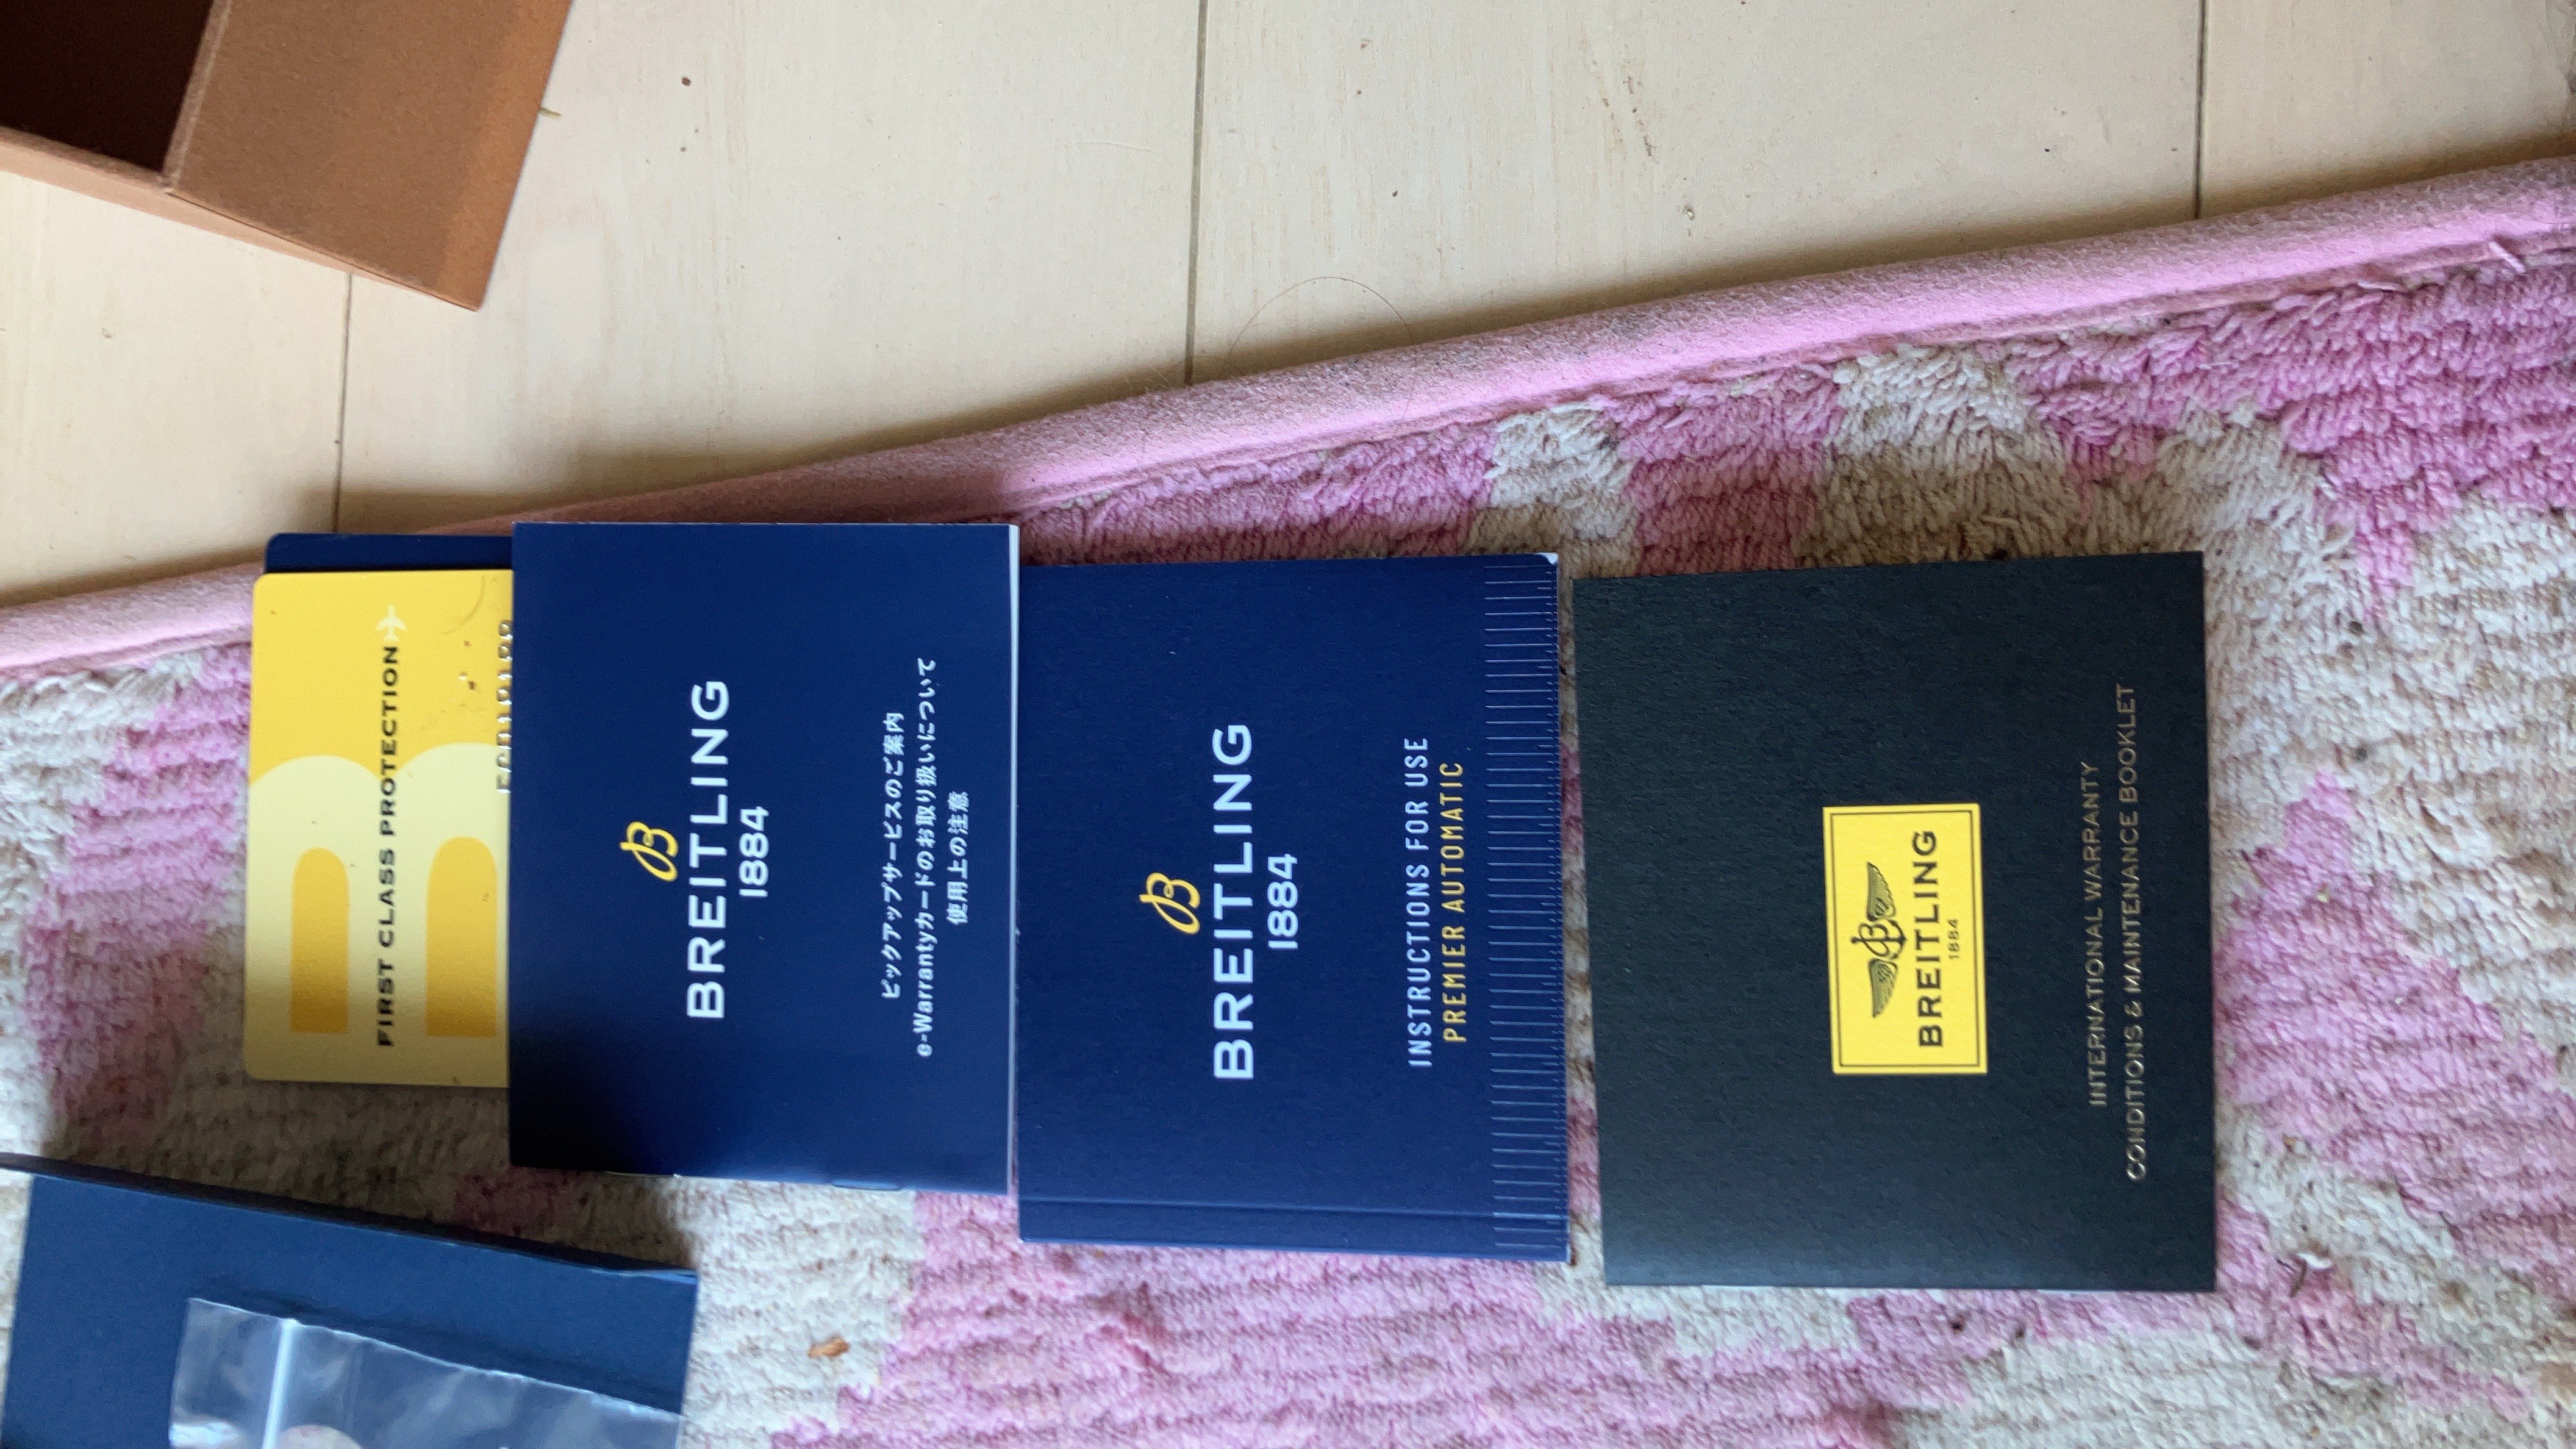 FIRST CLASS PROTECTION
B
BREITLING
1884
ピックアップサービスのご案内
e-Warrantyカードのお取り扱いについて
使用上の注意
B
BREITLING
1884
INSTRUCTIONS FOR USE
PREMIER AUTOMATIC
B
BREITLING
1884
INTERNATIONAL WARRANTY
CONDITIONS & MAINTENANCE BOOKLET